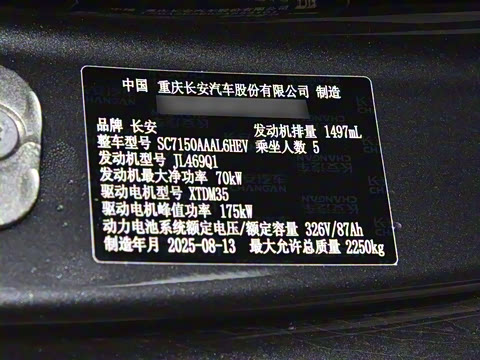 中国 重庆长安汽车股份有限公司 制造
品牌 长安 发动机排量 1497mL
整车型号 SC7150AAAL6HEV 乘坐人数 5
发动机型号 JL469Q1
发动机最大净功率 70kW
驱动电机型号 XTDM35
驱动电机峰值功率 175kW
动力电池系统额定电压/额定容量 326V/87Ah
制造年月 2025-08-13 最大允许总质量 2250kg